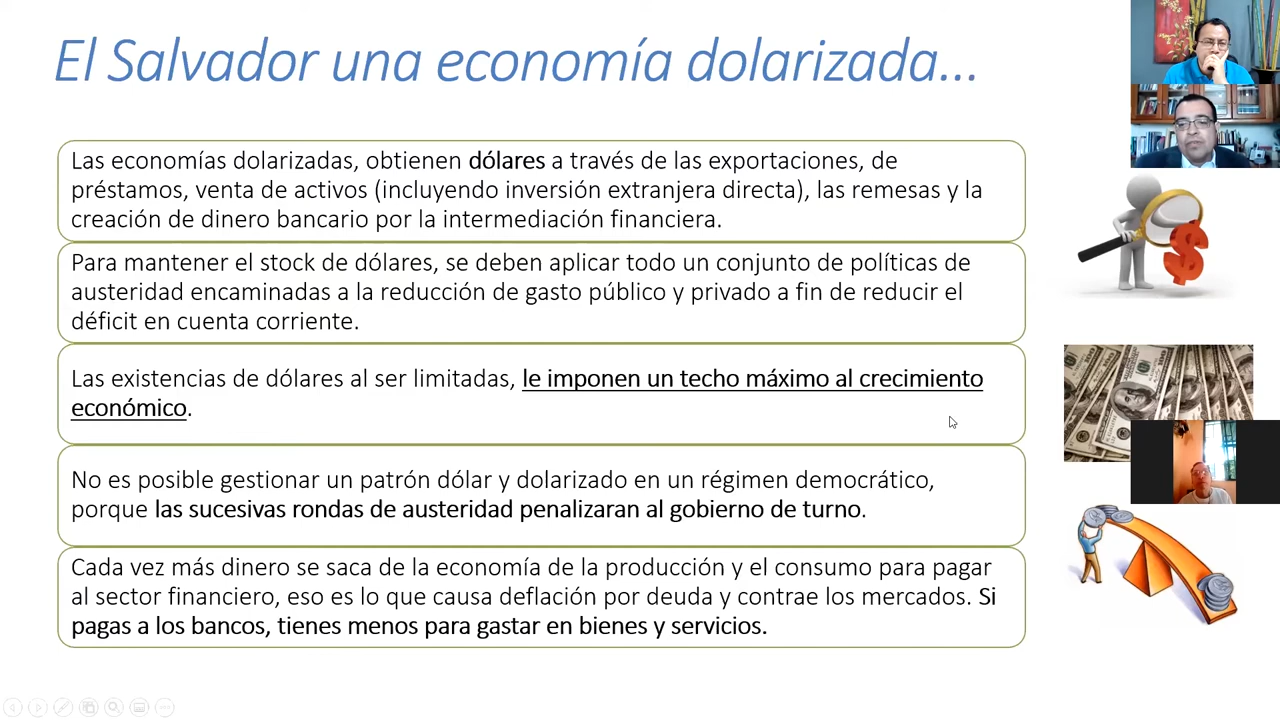 El Salvador una economía dolarizada...
Las economías dolarizadas, obtienen dólares a través de las exportaciones, de
préstamos, venta de activos (incluyendo inversión extranjera directa), las remesas y la
creación de dinero bancario por la intermediación financiera.
Para mantener el stock de dólares, se deben aplicar todo un conjunto de políticas de
austeridad encaminadas a la reducción de gasto público y privado a fin de reducir el
déficit en cuenta corriente.
Las existencias de dólares al ser limitadas, le imponen un techo máximo al crecimiento
económico.
No es posible gestionar un patrón dólar y dolarizado en un régimen democrático,
porque las sucesivas rondas de austeridad penalizaran al gobierno de turno.
Cada vez más dinero se saca de la economía de la producción y el consumo para pagar
al sector financiero, eso es lo que causa deflación por deuda y contrae los mercados. Si
pagas a los bancos, tienes menos para gastar en bienes y servicios.